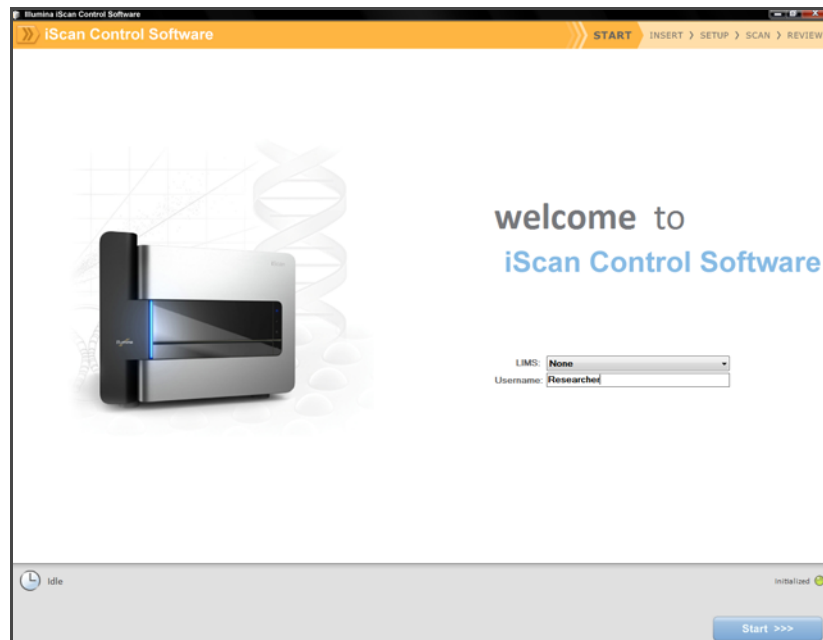 Illumina iScan Control Software
iScan Control Software
START INSERT > SETUP > SCAN > REVIEW
welcome to
iScan Control Software
LIMS: None
Username: Researcher
Idle
Initialized
Start >>>